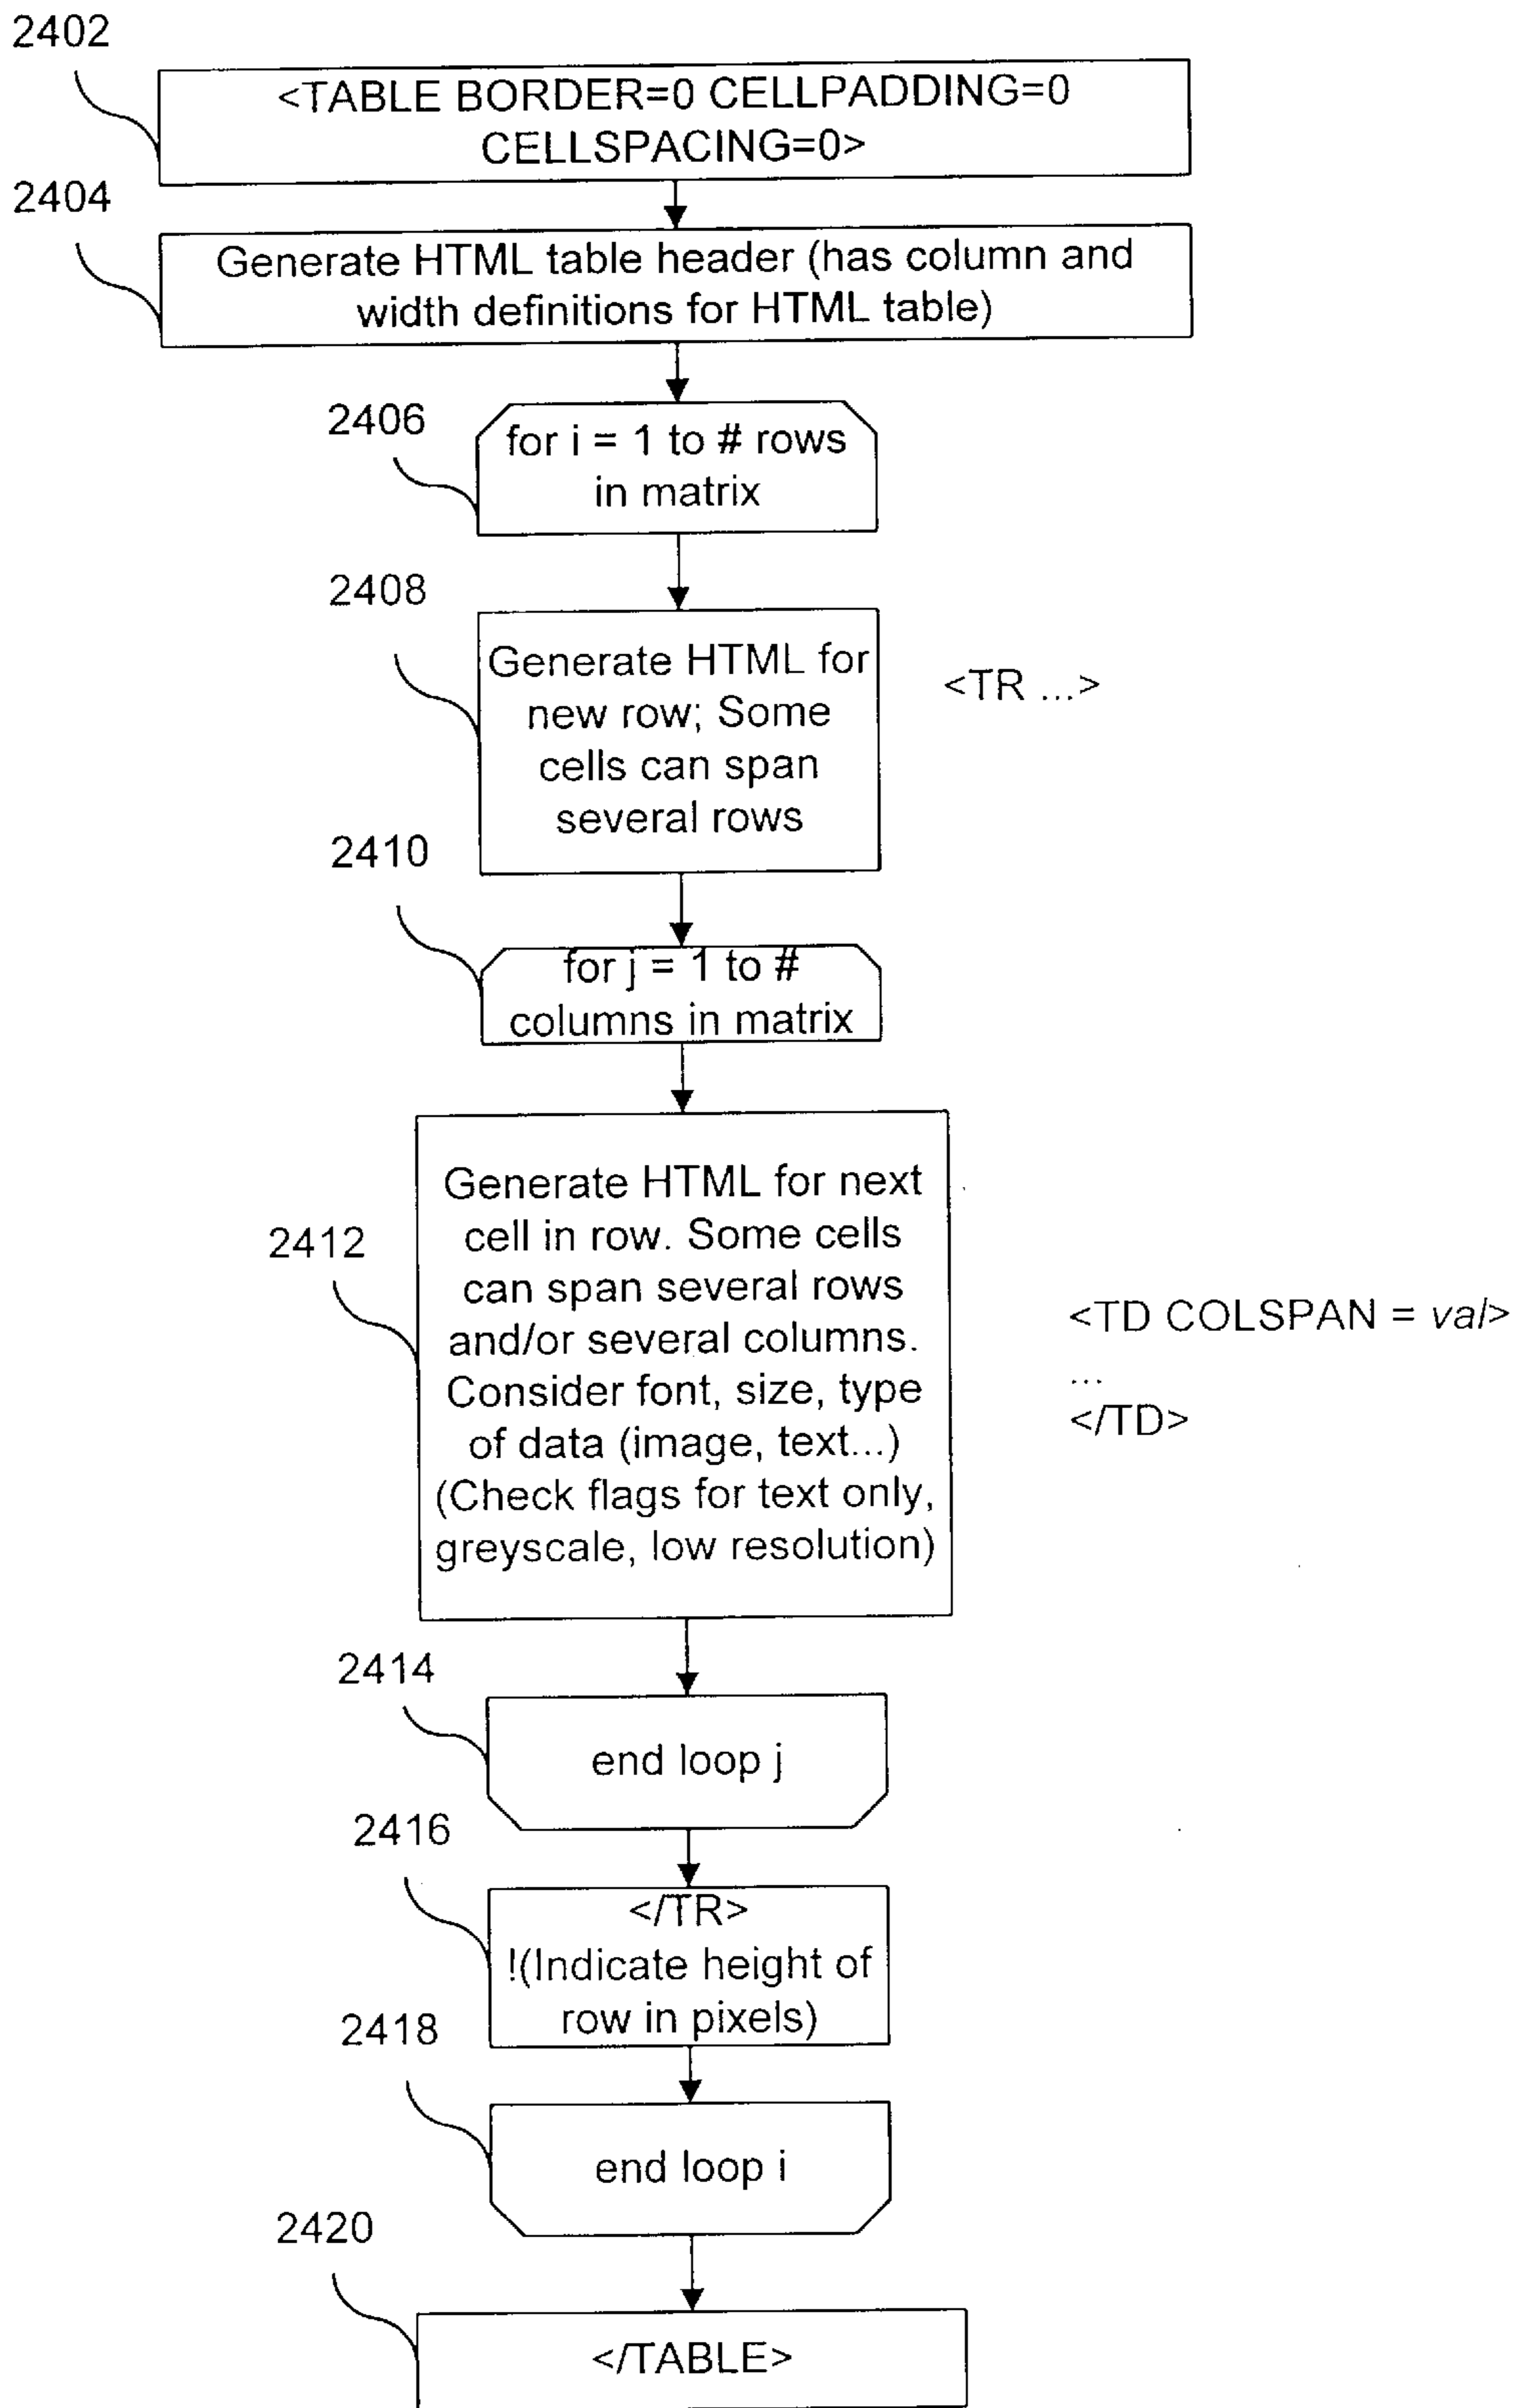 2402
<TABLE BORDER=0 CELLPADDING=0
CELLSPACING=0>
2404
Generate HTML table header (has column and
width definitions for HTML table)
2406
for i = 1 to # rows
in matrix
2408
Generate HTML for
new row; Some
cells can span
several rows
<TR ...>
2410
for j = 1 to #
columns in matrix
2412
Generate HTML for next
cell in row. Some cells
can span several rows
and/or several columns.
Consider font, size, type
of data (image, text...)
(Check flags for text only,
greyscale, low resolution)
<TD COLSPAN = val>
...
</TD>
2414
end loop j
2416
</TR>
!(Indicate height of
row in pixels)
2418
end loop i
2420
</TABLE>